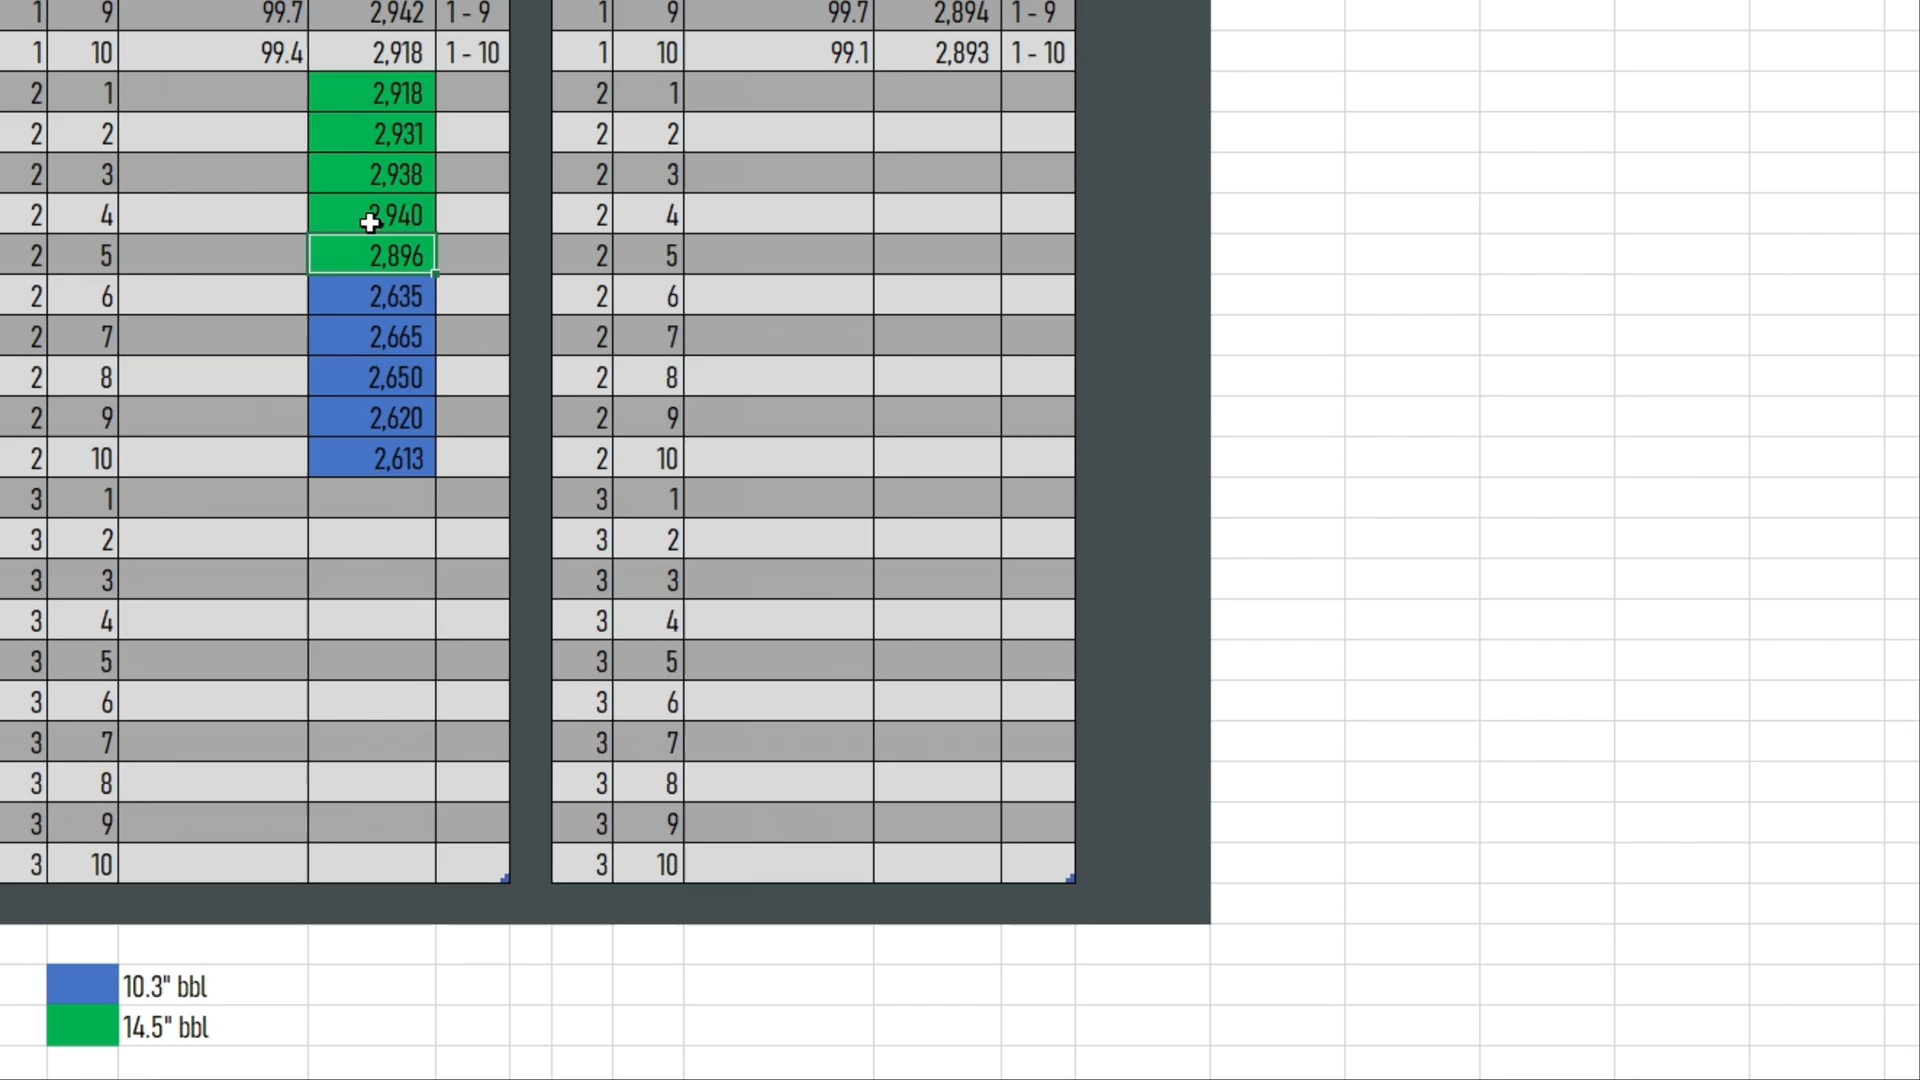 1 9 99.7 2,942 1 - 9 1 9 99.7 2,894 1 - 9
1 10 99.4 2,918 1 - 10 1 10 99.1 2,893 1 - 10
2 1 2,918 2 1
2 2 2,931 2 2
2 3 2,938 2 3
2 4 2,940 2 4
2 5 2,896 2 5
2 6 2,635 2 6
2 7 2,665 2 7
2 8 2,650 2 8
2 9 2,620 2 9
2 10 2,613 2 10
3 1 3 1
3 2 3 2
3 3 3 3
3 4 3 4
3 5 3 5
3 6 3 6
3 7 3 7
3 8 3 8
3 9 3 9
3 10 3 10
10.3" bbl
14.5" bbl